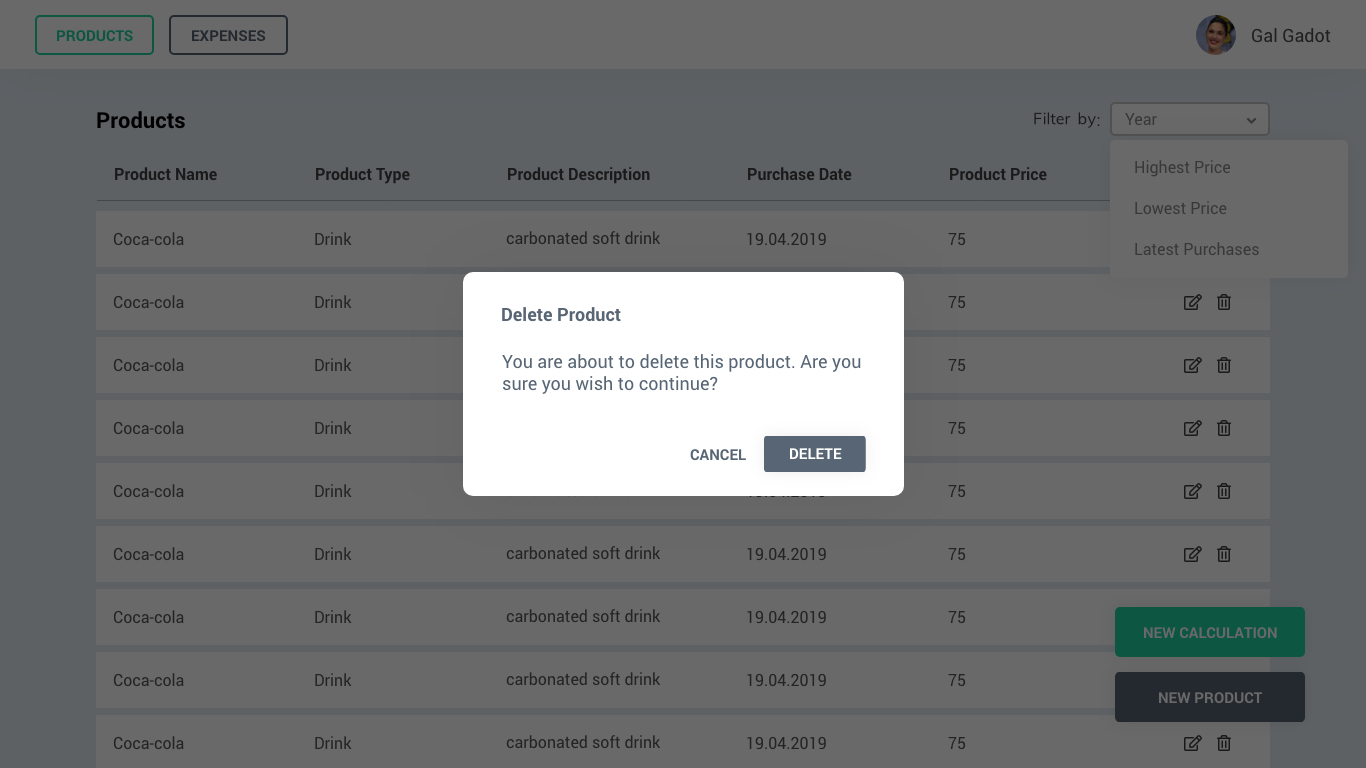 PRODUCTS EXPENSES Gal Gadot
Products Filter by: Year
Product Name Product Type Product Description Purchase Date Product Price
Highest Price
Lowest Price
Latest Purchases
Coca-cola Drink carbonated soft drink 19.04.2019 75
Coca-cola Drink 75
Coca-cola Drink 75
Coca-cola Drink 75
Coca-cola Drink 75
Delete Product
You are about to delete this product. Are you
sure you wish to continue?
CANCEL DELETE
Coca-cola Drink carbonated soft drink 19.04.2019 75
Coca-cola Drink carbonated soft drink 19.04.2019 75
Coca-cola Drink carbonated soft drink 19.04.2019 75
Coca-cola Drink carbonated soft drink 19.04.2019 75
NEW CALCULATION
NEW PRODUCT